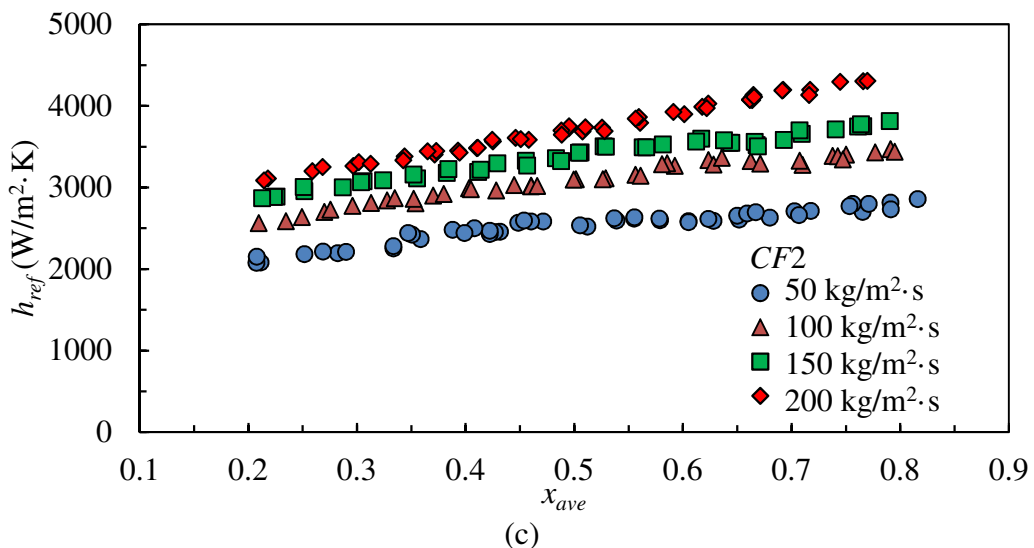 5000
4000
3000
2000
1000
0
h_ref (W/m²·K)
CF2
50 kg/m²·s
100 kg/m²·s
150 kg/m²·s
200 kg/m²·s
0.1 0.2 0.3 0.4 0.5 0.6 0.7 0.8 0.9
x_ave
(c)